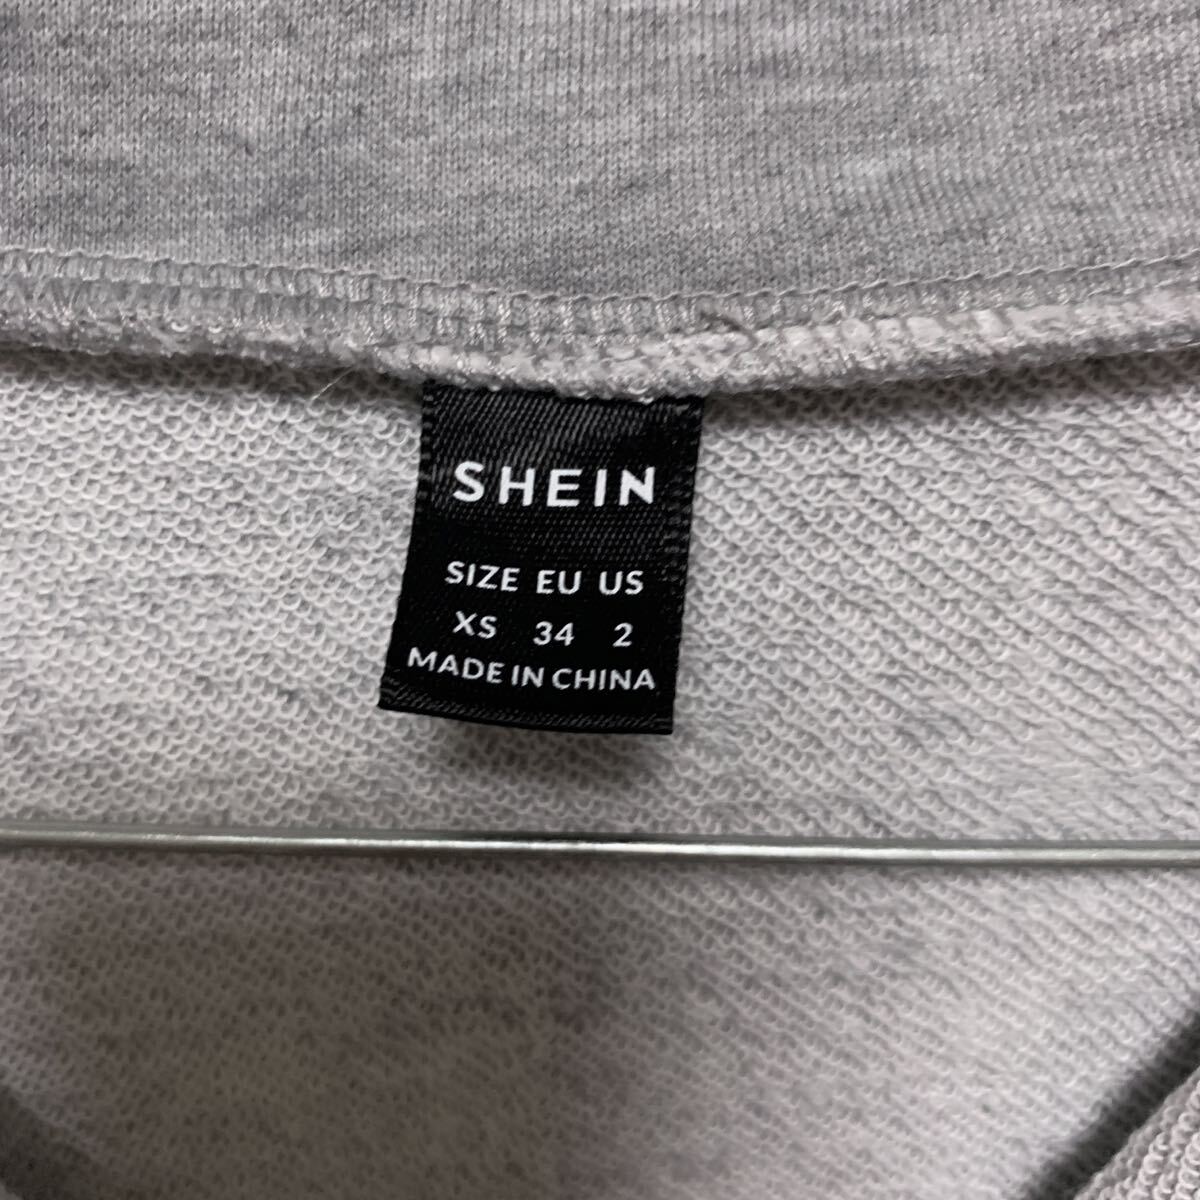 SHEIN
SIZE EU US
XS 34 2
MADE IN CHINA